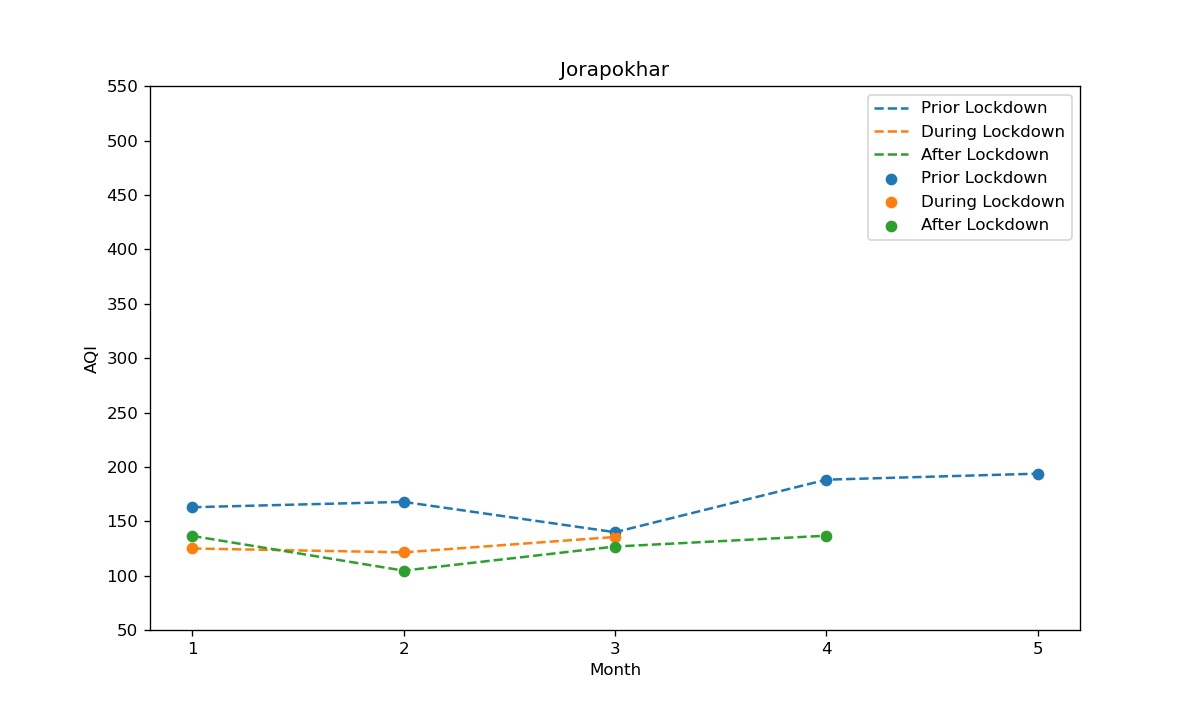 Jorapokhar
550
500
450
400
350
300
250
200
150
100
50
AQI
1 2 3 4 5
Month
Prior Lockdown
During Lockdown
After Lockdown
Prior Lockdown
During Lockdown
After Lockdown